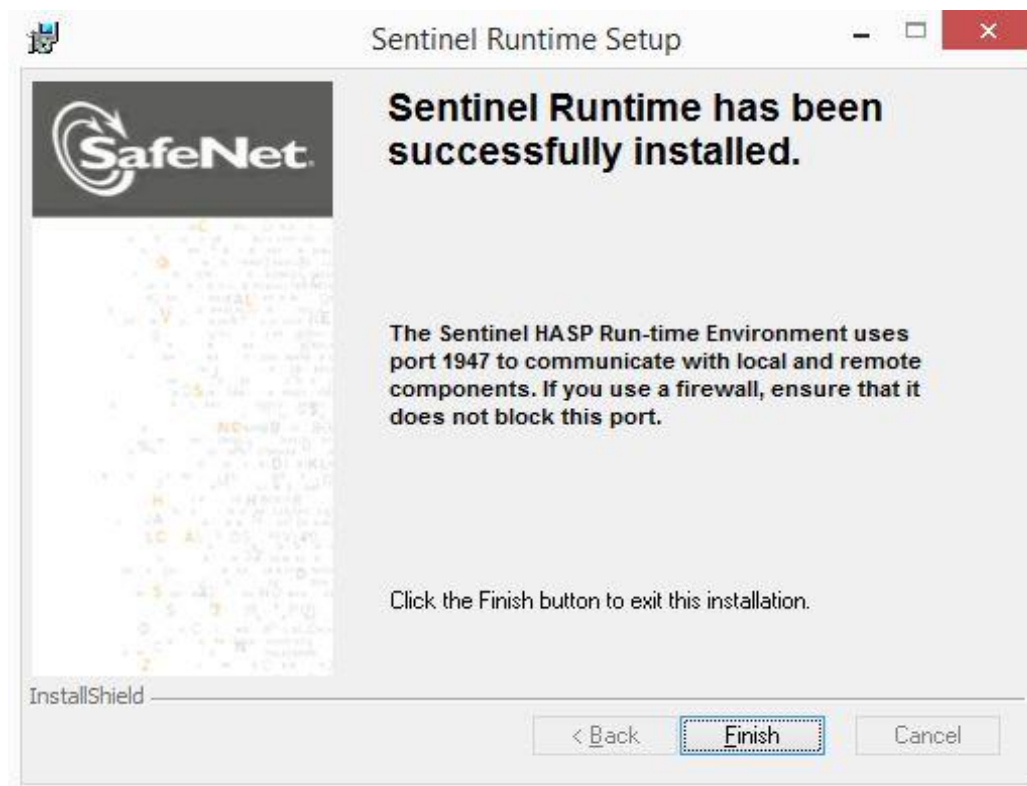 Sentinel Runtime Setup
SafeNet.
Sentinel Runtime has been
successfully installed.
The Sentinel HASP Run-time Environment uses
port 1947 to communicate with local and remote
components. If you use a firewall, ensure that it
does not block this port.
Click the Finish button to exit this installation.
InstallShield
< Back
Finish
Cancel